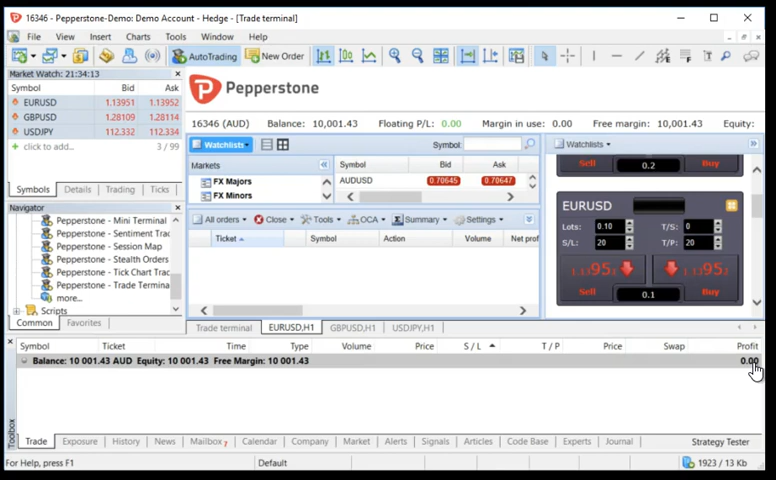 16346 - Pepperstone-Demo: Demo Account - Hedge - [Trade terminal]
File View Insert Charts Tools Window Help
AutoTrading New Order
Market Watch: 21:34:13
Symbol Bid Ask
EURUSD 1.13951 1.13952
GBPUSD 1.28109 1.28114
USDJPY 112.332 112.334
click to add... 3 / 99
Symbols Details Trading Ticks
Navigator
Pepperstone - Mini Terminal
Pepperstone - Sentiment Trac
Pepperstone - Session Map
Pepperstone - Stealth Orders
Pepperstone - Tick Chart Trac
Pepperstone - Trade Termina
more...
Scripts
Common Favorites
Pepperstone
16346 (AUD) Balance: 10,001.43 Floating P/L: 0.00 Margin in use: 0.00 Free margin: 10,001.43 Equity:
Watchlists Symbol:
Markets Symbol Bid Ask
FX Majors AUDUSD 0.70645 0.70647
FX Minors
All orders Close Tools OCA Summary Settings
Ticket Symbol Action Volume Net prof
Watchlists
Sell 0.2 Buy
EURUSD
Lots: 0.10 T/S: 0
S/L: 20 T/P: 20
Sell 0.1 Buy
Trade terminal EURUSD,H1 GBPUSD,H1 USDJPY,H1
Symbol Ticket Time Type Volume Price S / L T / P Price Swap Profit
Balance: 10 001.43 AUD Equity: 10 001.43 Free Margin: 10 001.43 0.00
Toolbox
Trade Exposure History News Mailbox 7 Calendar Company Market Alerts Signals Articles Code Base Experts Journal Strategy Tester
For Help, press F1 Default 1923 / 13 Kb